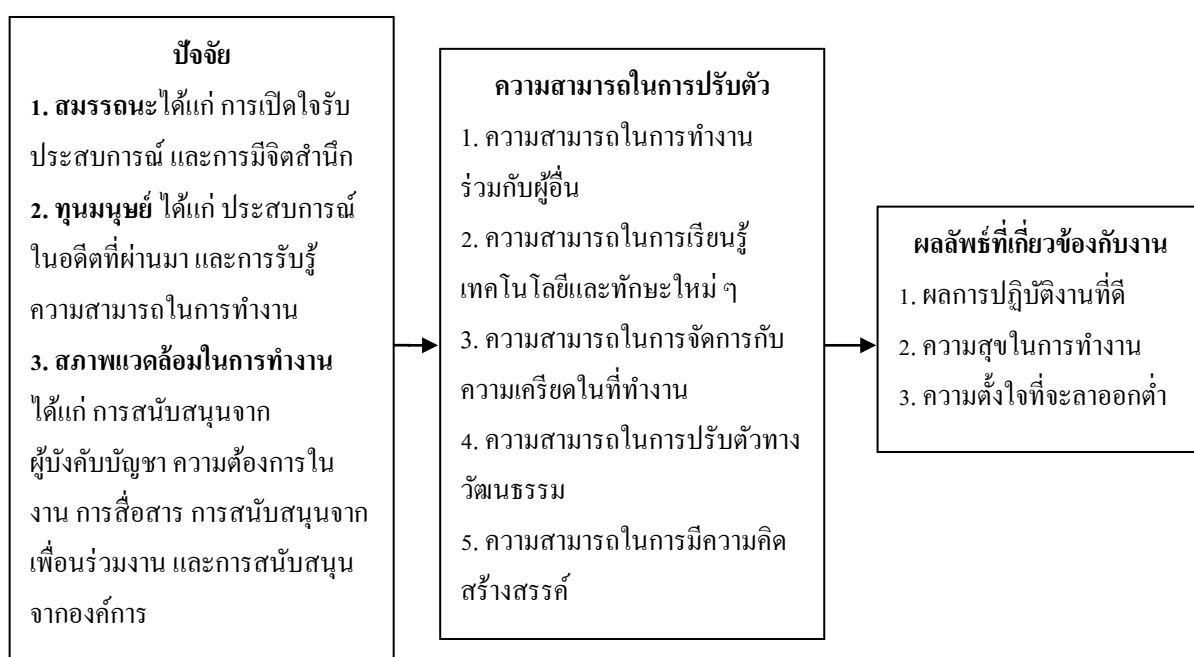 ปัจจัย
1. สมรรถนะได้แก่ การเปิดใจรับ
ประสบการณ์ และการมีจิตสำนึก
2. ทุนมนุษย์ ได้แก่ ประสบการณ์
ในอดีตที่ผ่านมา และการรับรู้
ความสามารถในการทำงาน
3. สภาพแวดล้อมในการทำงาน
ได้แก่ การสนับสนุนจาก
ผู้บังคับบัญชา ความต้องการใน
งาน การสื่อสาร การสนับสนุนจาก
เพื่อนร่วมงาน และการสนับสนุน
จากองค์การ
ความสามารถในการปรับตัว
1. ความสามารถในการทำงาน
ร่วมกับผู้อื่น
2. ความสามารถในการเรียนรู้
เทคโนโลยีและทักษะใหม่ ๆ
3. ความสามารถในการจัดการกับ
ความเครียดในที่ทำงาน
4. ความสามารถในการปรับตัวทาง
วัฒนธรรม
5. ความสามารถในการมีความคิด
สร้างสรรค์
ผลลัพธ์ที่เกี่ยวข้องกับงาน
1. ผลการปฏิบัติงานที่ดี
2. ความสุขในการทำงาน
3. ความตั้งใจที่จะลาออกต่ำ